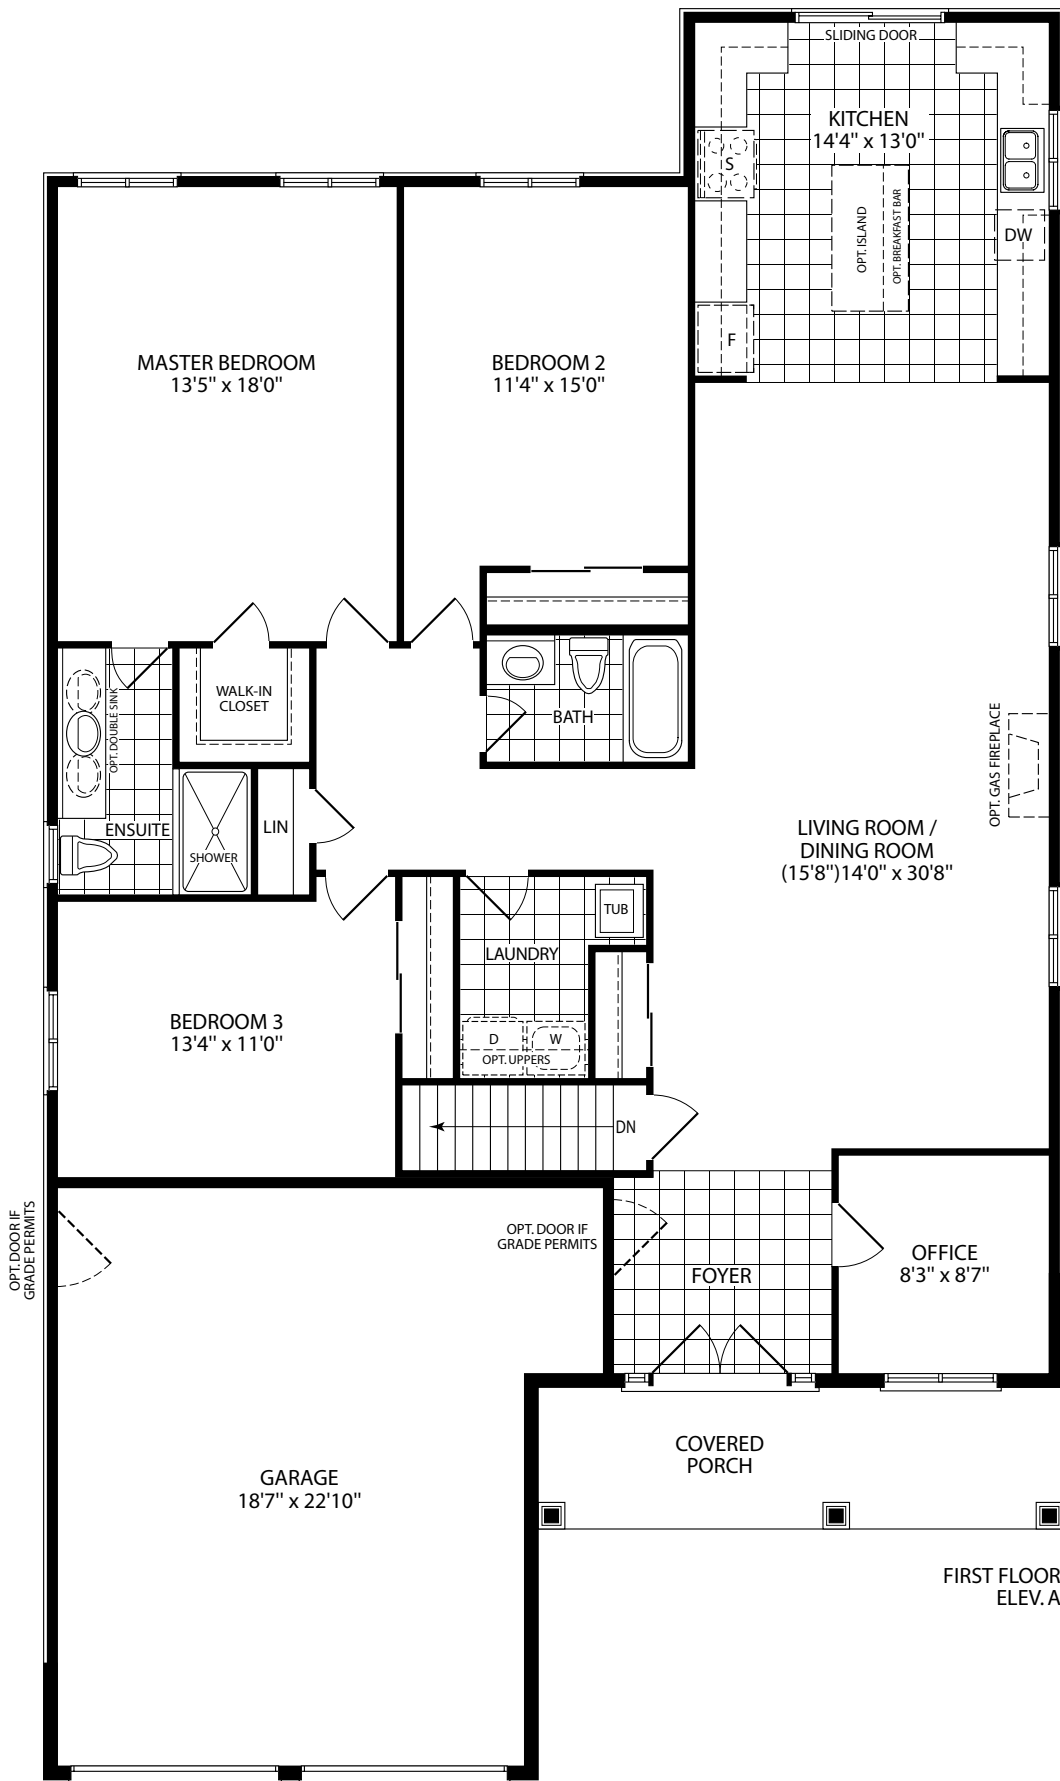 SLIDING DOOR
KITCHEN
14'4" x 13'0"
S
OPT. ISLAND
OPT. BREAKFAST BAR
DW
F
MASTER BEDROOM
13'5" x 18'0"
BEDROOM 2
11'4" x 15'0"
WALK-IN
CLOSET
OPT. DOUBLE SINK
BATH
OPT. GAS FIREPLACE
ENSUITE
SHOWER
LIN
LIVING ROOM /
DINING ROOM
(15'8")14'0" x 30'8"
TUB
LAUNDRY
BEDROOM 3
13'4" x 11'0"
D
W
OPT. UPPERS
DN
OPT. DOOR IF
GRADE PERMITS
OPT. DOOR IF
GRADE PERMITS
FOYER
OFFICE
8'3" x 8'7"
COVERED
PORCH
GARAGE
18'7" x 22'10"
FIRST FLOOR
ELEV. A